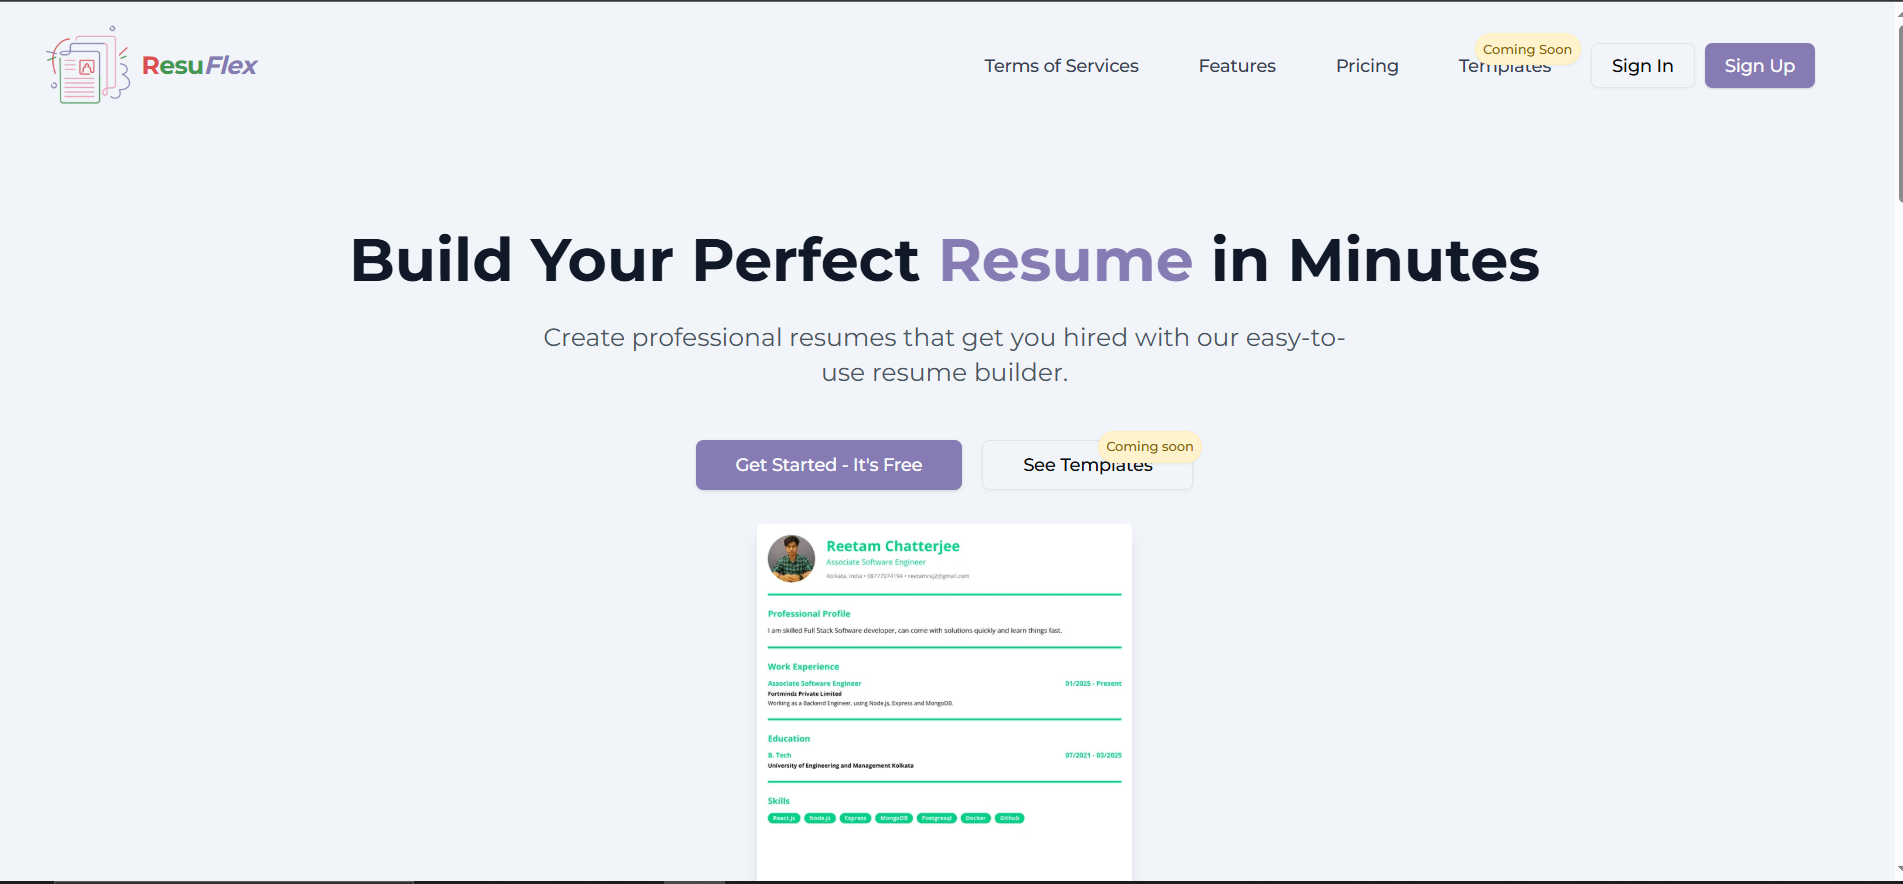 ResuFlex
Terms of Services
Features
Pricing
Templates
Coming Soon
Sign In
Sign Up
Build Your Perfect Resume in Minutes
Create professional resumes that get you hired with our easy-to-
use resume builder.
Get Started - It's Free
See Templates
Coming soon
Reetam Chatterjee
Associate Software Engineer
Kolkata, India • 08777074194 • reetamraj2@gmail.com
Professional Profile
I am skilled Full Stack Software developer, can come with solutions quickly and learn things fast.
Work Experience
Associate Software Engineer 01/2025 - Present
Fortmindz Private Limited
Working as a Backend Engineer, using Node.js, Express and MongoDB.
Education
B. Tech 07/2021 - 03/2025
University of Engineering and Management Kolkata
Skills
React.js Node.js Express MongoDB Postgresql Docker Github